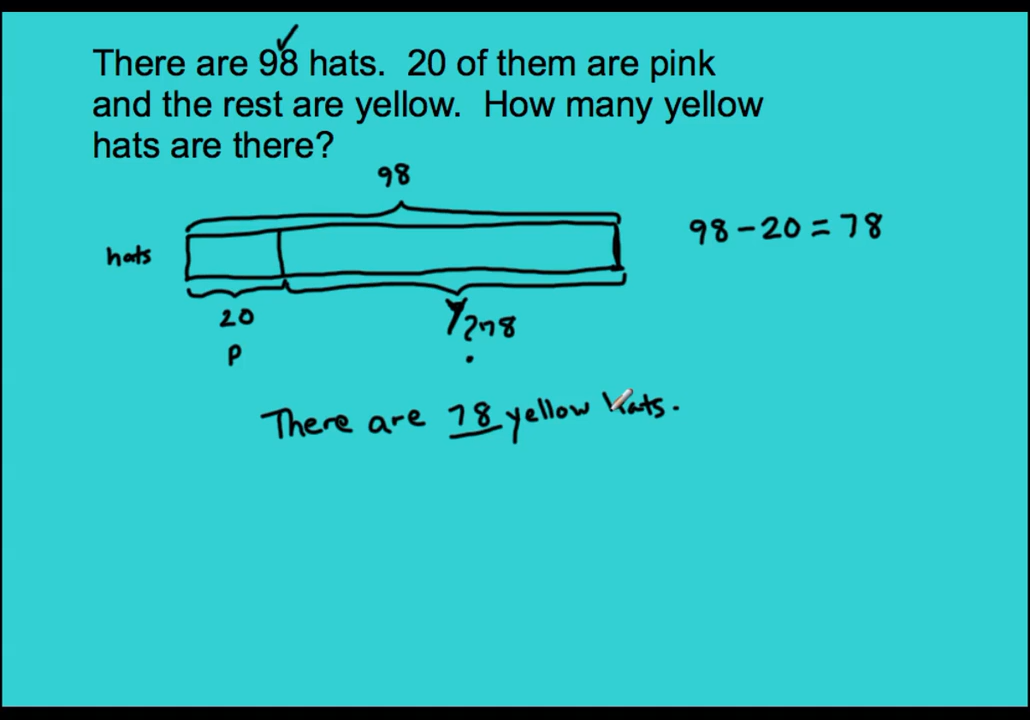 There are 98 hats. 20 of them are pink
and the rest are yellow. How many yellow
hats are there?
98
98-20=78
hats
20
Y ? 78
P
There are 78 yellow hats.